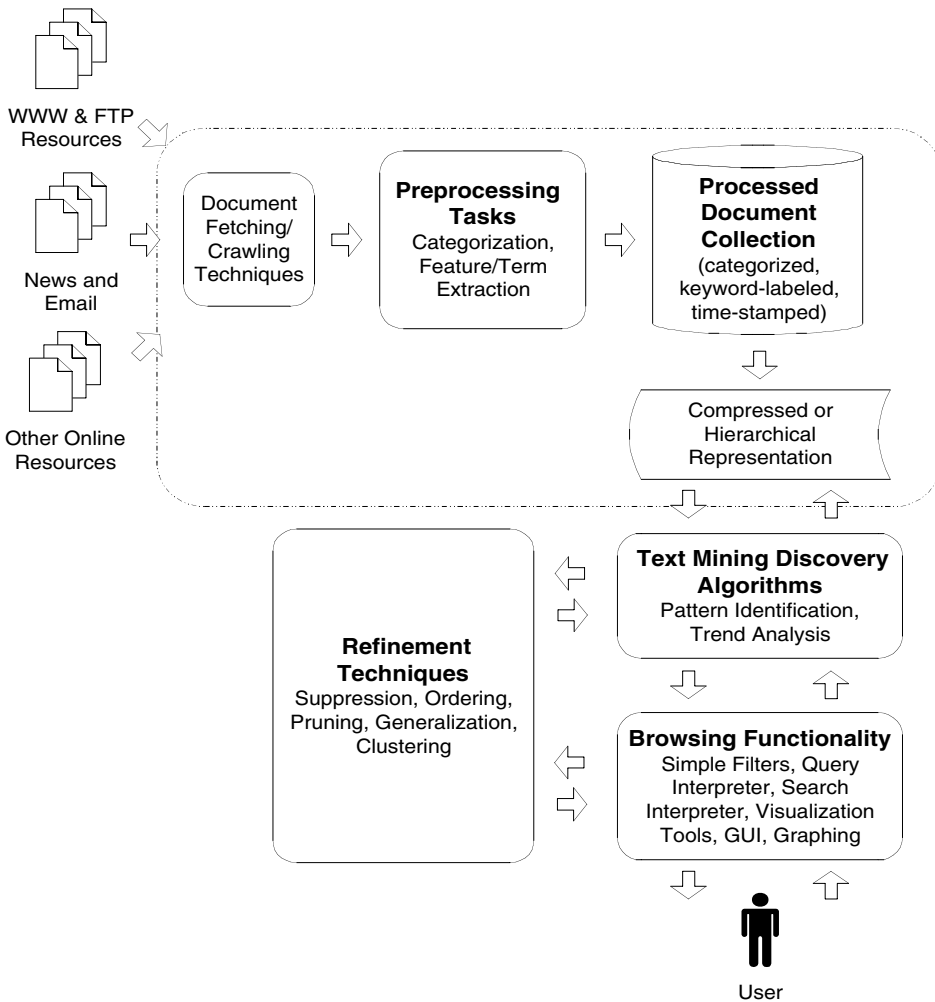 WWW & FTP
Resources
News and
Email
Other Online
Resources
Document
Fetching/
Crawling
Techniques
Preprocessing
Tasks
Categorization,
Feature/Term
Extraction
Processed
Document
Collection
(categorized,
keyword-labeled,
time-stamped)
Compressed or
Hierarchical
Representation
Text Mining Discovery
Algorithms
Pattern Identification,
Trend Analysis
Refinement
Techniques
Suppression, Ordering,
Pruning, Generalization,
Clustering
Browsing Functionality
Simple Filters, Query
Interpreter, Search
Interpreter, Visualization
Tools, GUI, Graphing
User